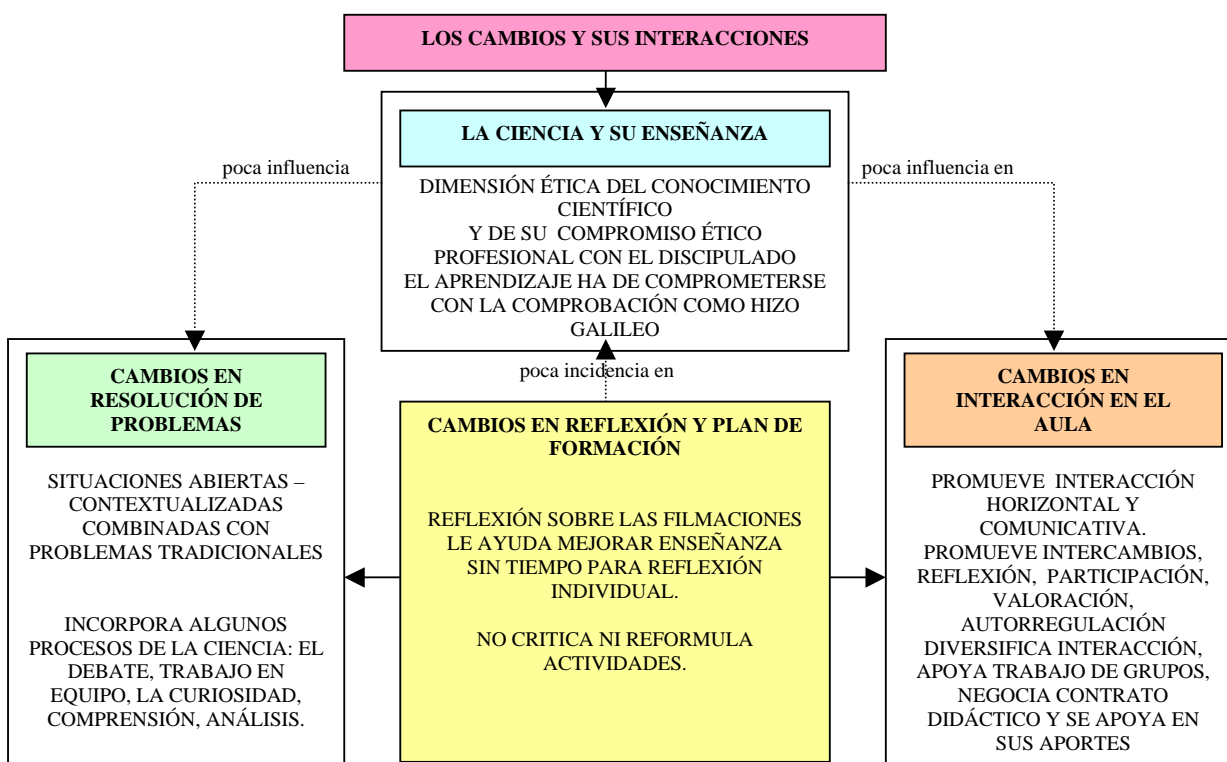 LOS CAMBIOS Y SUS INTERACCIONES
LA CIENCIA Y SU ENSEÑANZA
poca influencia
poca influencia en
DIMENSIÓN ÉTICA DEL CONOCIMIENTO
CIENTÍFICO
Y DE SU COMPROMISO ÉTICO
PROFESIONAL CON EL DISCIPULADO
EL APRENDIZAJE HA DE COMPROMETERSE
CON LA COMPROBACIÓN COMO HIZO
GALILEO
poca incidencia en
CAMBIOS EN
RESOLUCIÓN DE
PROBLEMAS
SITUACIONES ABIERTAS –
CONTEXTUALIZADAS
COMBINADAS CON
PROBLEMAS TRADICIONALES
INCORPORA ALGUNOS
PROCESOS DE LA CIENCIA: EL
DEBATE, TRABAJO EN
EQUIPO, LA CURIOSIDAD,
COMPRENSIÓN, ANÁLISIS.
CAMBIOS EN REFLEXIÓN Y PLAN DE
FORMACIÓN
REFLEXIÓN SOBRE LAS FILMACIONES
LE AYUDA MEJORAR ENSEÑANZA
SIN TIEMPO PARA REFLEXIÓN
INDIVIDUAL.
NO CRITICA NI REFORMULA
ACTIVIDADES.
CAMBIOS EN
INTERACCIÓN EN EL
AULA
PROMUEVE INTERACCIÓN
HORIZONTAL Y
COMUNICATIVA.
PROMUEVE INTERCAMBIOS,
REFLEXIÓN, PARTICIPACIÓN,
VALORACIÓN,
AUTORREGULACIÓN
DIVERSIFICA INTERACCIÓN,
APOYA TRABAJO DE GRUPOS,
NEGOCIA CONTRATO
DIDÁCTICO Y SE APOYA EN
SUS APORTES